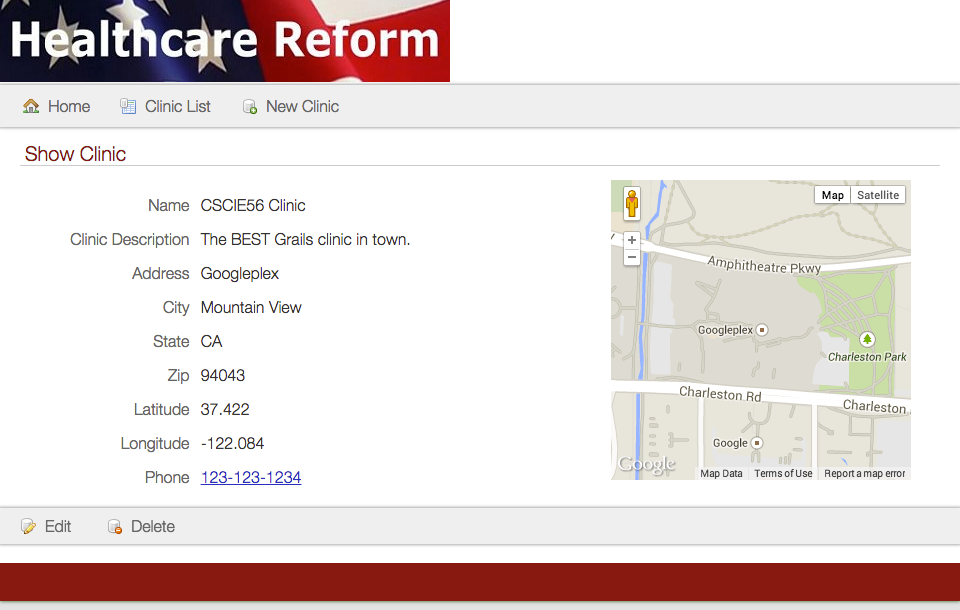 Healthcare Reform
Home Clinic List New Clinic
Show Clinic
Name CSCIE56 Clinic
Clinic Description The BEST Grails clinic in town.
Address Googleplex
City Mountain View
State CA
Zip 94043
Latitude 37.422
Longitude -122.084
Phone 123-123-1234
Map Satellite
+
−
Amphitheatre Pkwy
Googleplex
Charleston Park
Charleston Rd
Charleston
Google
Google
Map Data Terms of Use Report a map error
Edit Delete